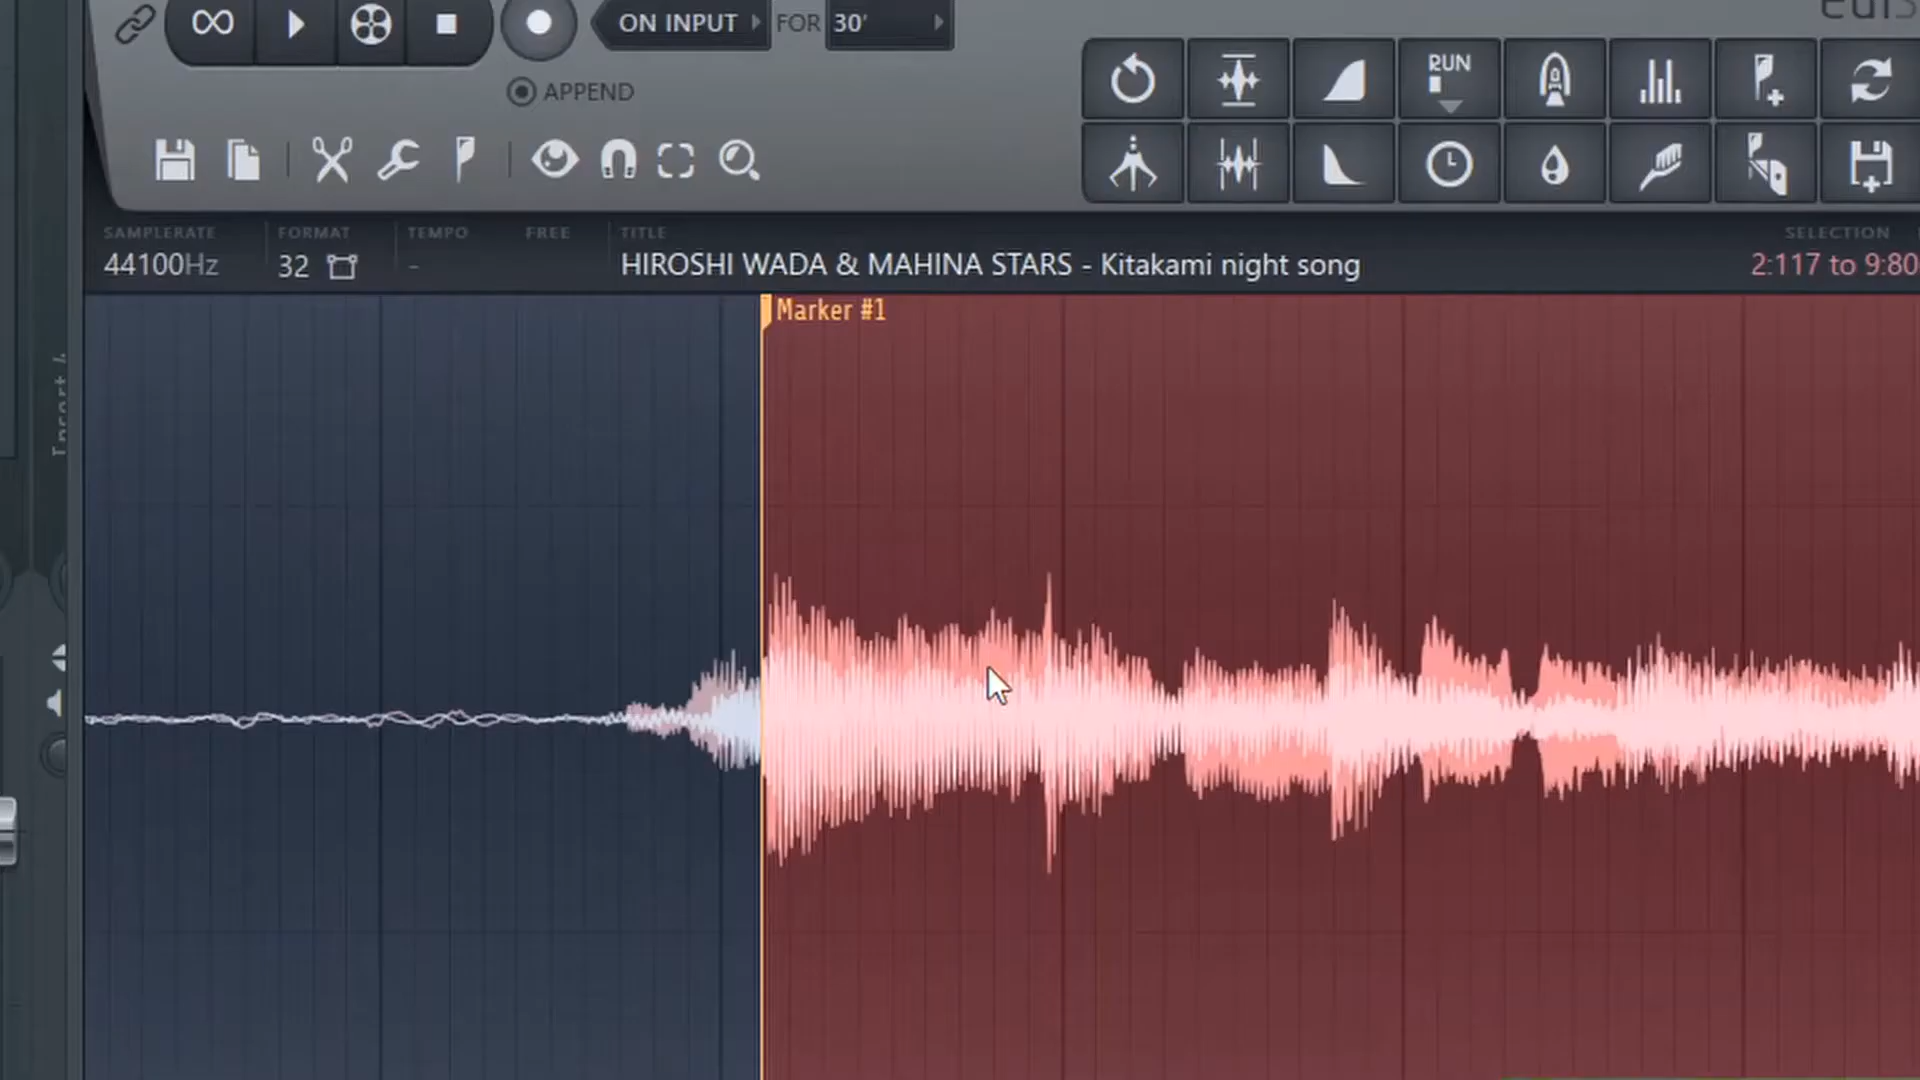 ON INPUT FOR 30'
APPEND
RUN
SAMPLERATE FORMAT TEMPO FREE TITLE SELECTION
44100Hz 32 - HIROSHI WADA & MAHINA STARS - Kitakami night song 2:117 to 9:80
Marker #1